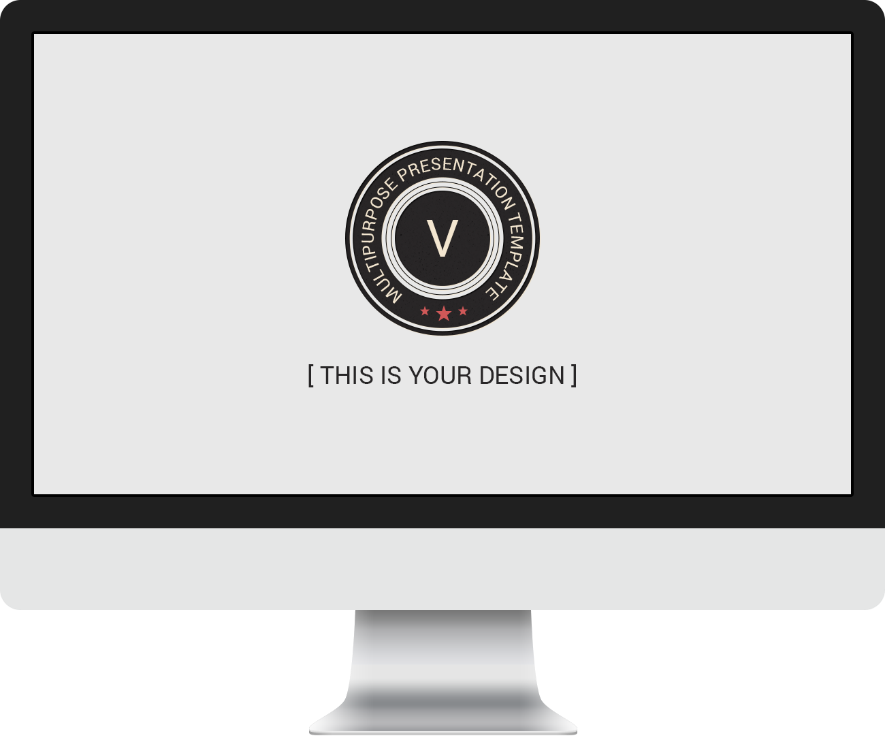 MULTIPURPOSE PRESENTATION TEMPLATE
V
[ THIS IS YOUR DESIGN ]